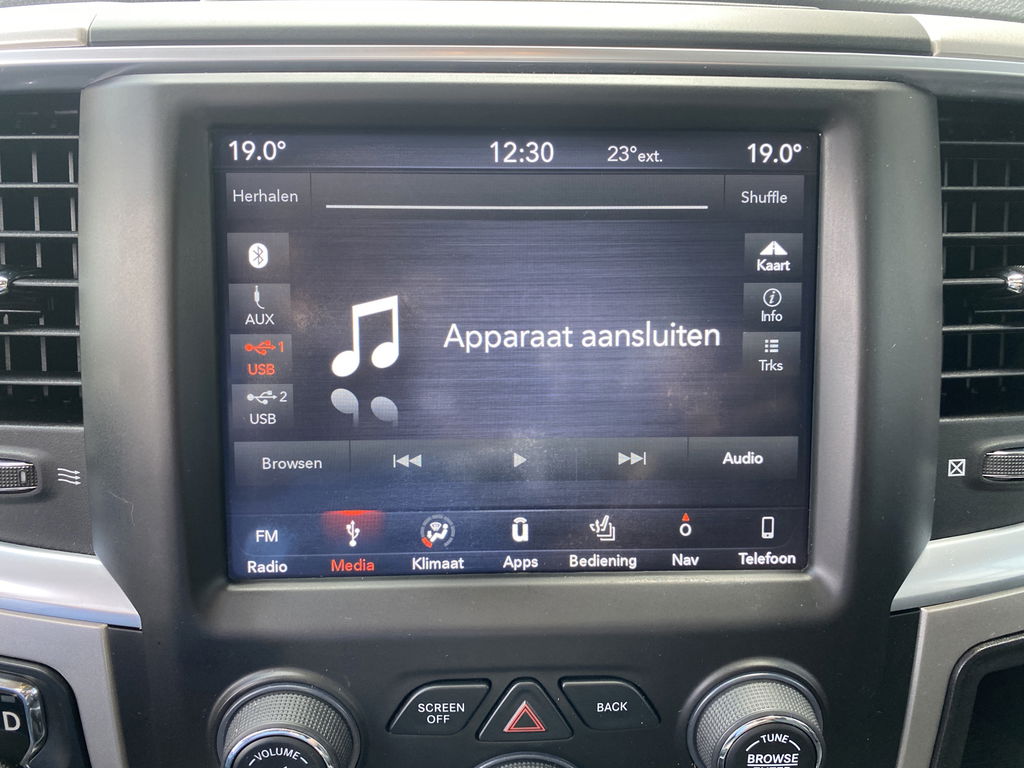 19.0° 12:30 23°ext. 19.0°
Herhalen Shuffle
Kaart
AUX Info
1
USB Trks
2
USB
Apparaat aansluiten
Browsen Audio
FM
Radio Media Klimaat Apps Bediening Nav Telefoon
D
SCREEN
OFF
BACK
VOLUME
TUNE
BROWSE